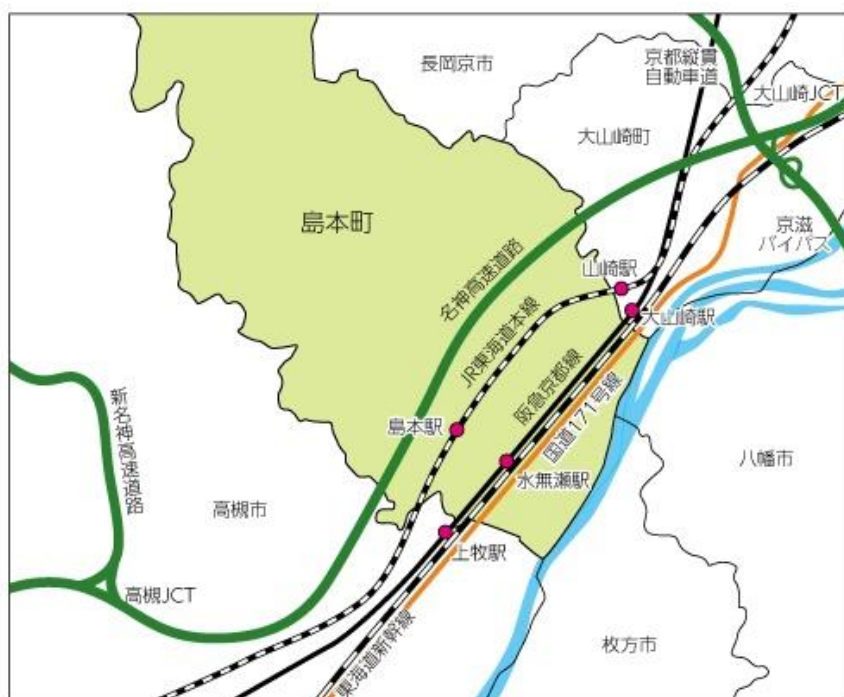 長岡京市
京都縦貫
自動車道
大山崎JCT
大山崎町
島本町
京滋
バイパス
名神高速道路
山崎駅
大山崎駅
JR東海道本線
阪急京都線
国道171号線
島本駅
新名神高速道路
水無瀬駅
八幡市
高槻市
上牧駅
高槻JCT
東海道新幹線
枚方市